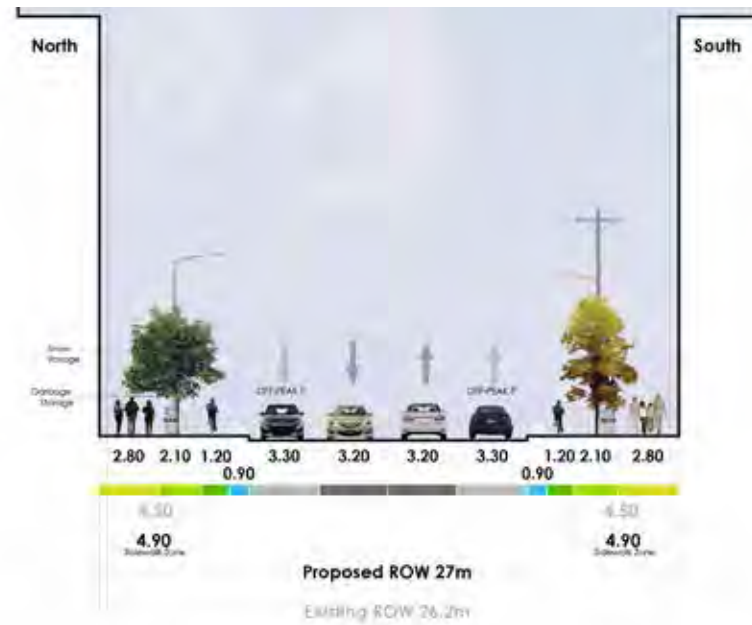 North
South
Snow
Storage
Garbage
Storage
OFF-PEAK P
OFF-PEAK P
2.80 2.10 1.20 3.30 3.20 3.20 3.30 1.20 2.10 2.80
0.90 0.90
4.50 4.50
4.90 4.90
Sidewalk Zone Sidewalk Zone
Proposed ROW 27m
Existing ROW 26.2m